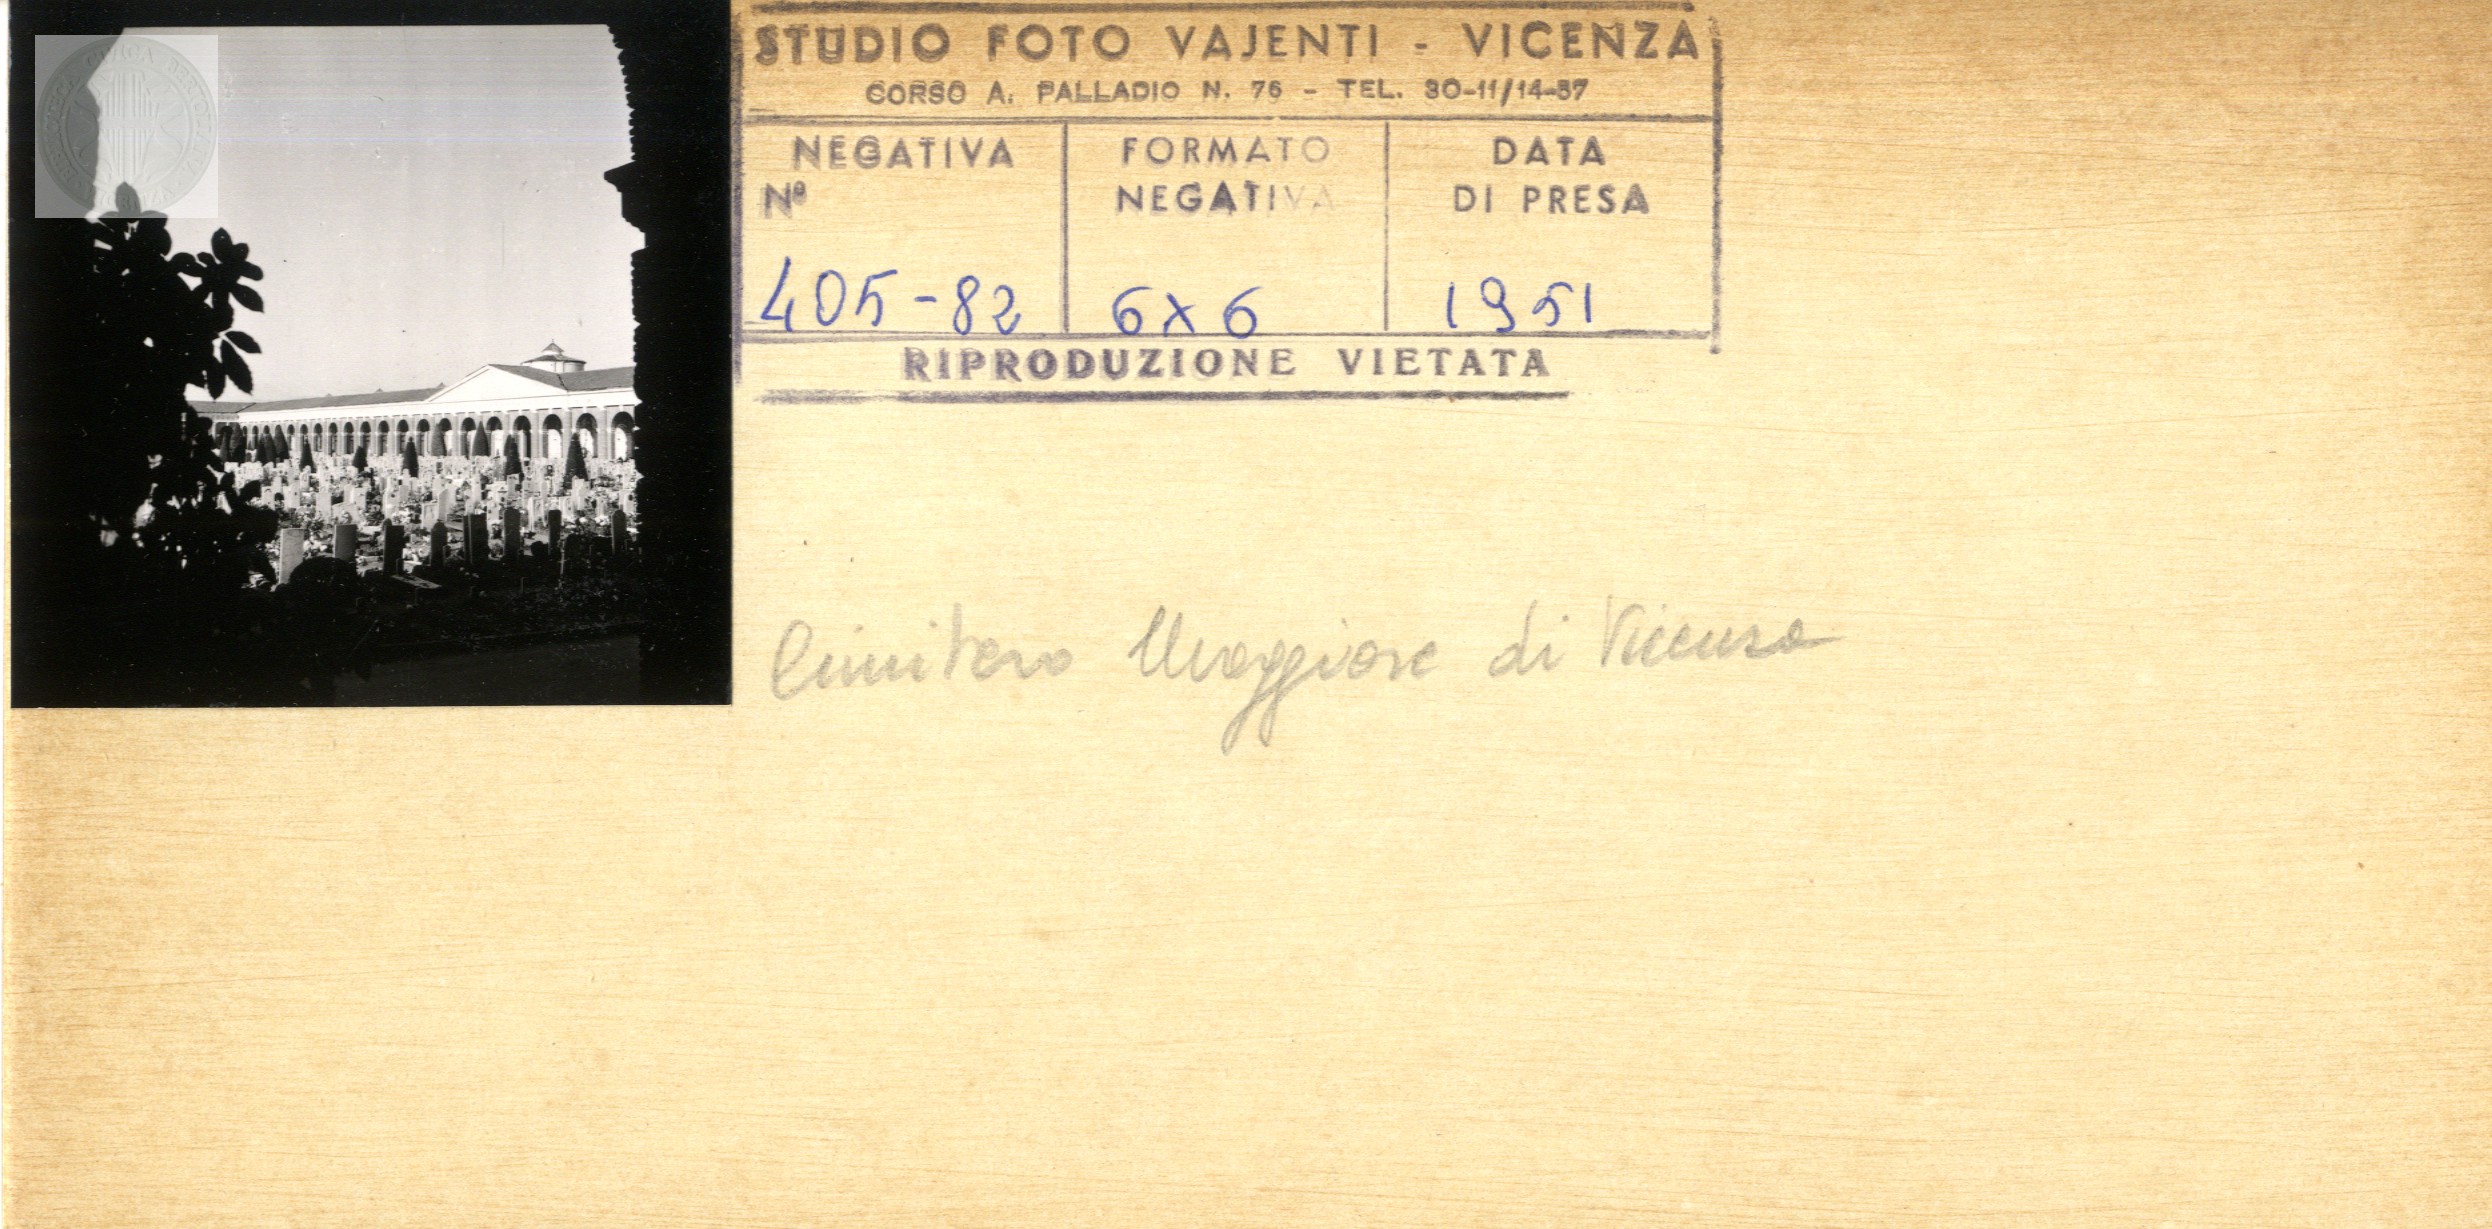 STUDIO FOTO VAJENTI - VICENZA
CORSO A. PALLADIO N. 76 - TEL. 30-11/14-57
NEGATIVA Nº
FORMATO NEGATIVA
DATA DI PRESA
405-82
6x6
1951
RIPRODUZIONE VIETATA
Cimitero Maggiore di Vicenza